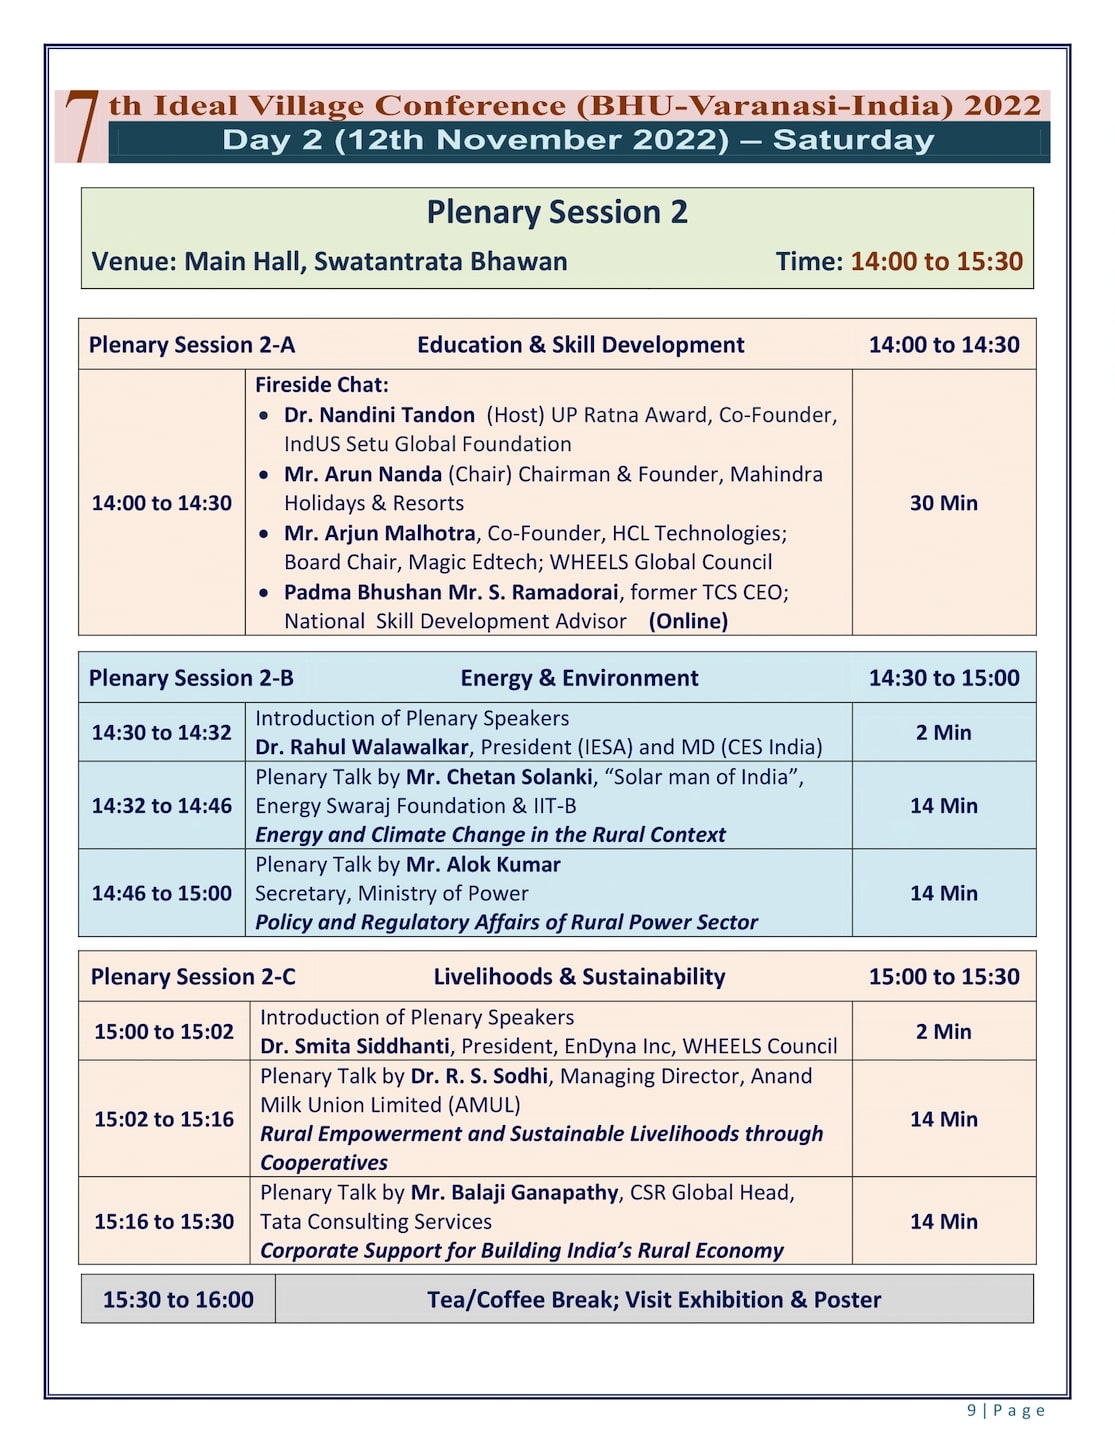 7th Ideal Village Conference (BHU-Varanasi-India) 2022
Day 2 (12th November 2022) – Saturday
Plenary Session 2
Venue: Main Hall, Swatantrata Bhawan Time: 14:00 to 15:30
Plenary Session 2-A Education & Skill Development 14:00 to 14:30
Fireside Chat:
• Dr. Nandini Tandon (Host) UP Ratna Award, Co-Founder,
IndUS Setu Global Foundation
• Mr. Arun Nanda (Chair) Chairman & Founder, Mahindra
Holidays & Resorts
14:00 to 14:30 30 Min
• Mr. Arjun Malhotra, Co-Founder, HCL Technologies;
Board Chair, Magic Edtech; WHEELS Global Council
• Padma Bhushan Mr. S. Ramadorai, former TCS CEO;
National Skill Development Advisor (Online)
Plenary Session 2-B Energy & Environment 14:30 to 15:00
14:30 to 14:32
Introduction of Plenary Speakers
Dr. Rahul Walawalkar, President (IESA) and MD (CES India)
2 Min
14:32 to 14:46
Plenary Talk by Mr. Chetan Solanki, “Solar man of India”,
Energy Swaraj Foundation & IIT-B
Energy and Climate Change in the Rural Context
14 Min
14:46 to 15:00
Plenary Talk by Mr. Alok Kumar
Secretary, Ministry of Power
Policy and Regulatory Affairs of Rural Power Sector
14 Min
Plenary Session 2-C Livelihoods & Sustainability 15:00 to 15:30
15:00 to 15:02
Introduction of Plenary Speakers
Dr. Smita Siddhanti, President, EnDyna Inc, WHEELS Council
2 Min
15:02 to 15:16
Plenary Talk by Dr. R. S. Sodhi, Managing Director, Anand
Milk Union Limited (AMUL)
Rural Empowerment and Sustainable Livelihoods through
Cooperatives
14 Min
15:16 to 15:30
Plenary Talk by Mr. Balaji Ganapathy, CSR Global Head,
Tata Consulting Services
Corporate Support for Building India’s Rural Economy
14 Min
15:30 to 16:00 Tea/Coffee Break; Visit Exhibition & Poster
9 | Page